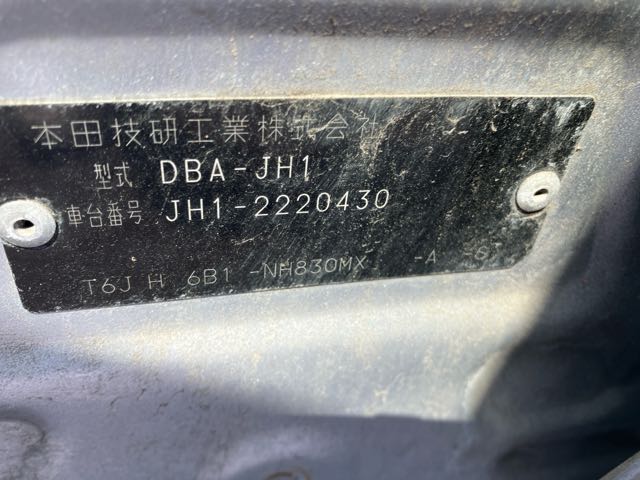 本田技研工業株式会社
型式 DBA-JH1
車台番号 JH1-2220430
T6J H 6B1 -NH830MX -A -S